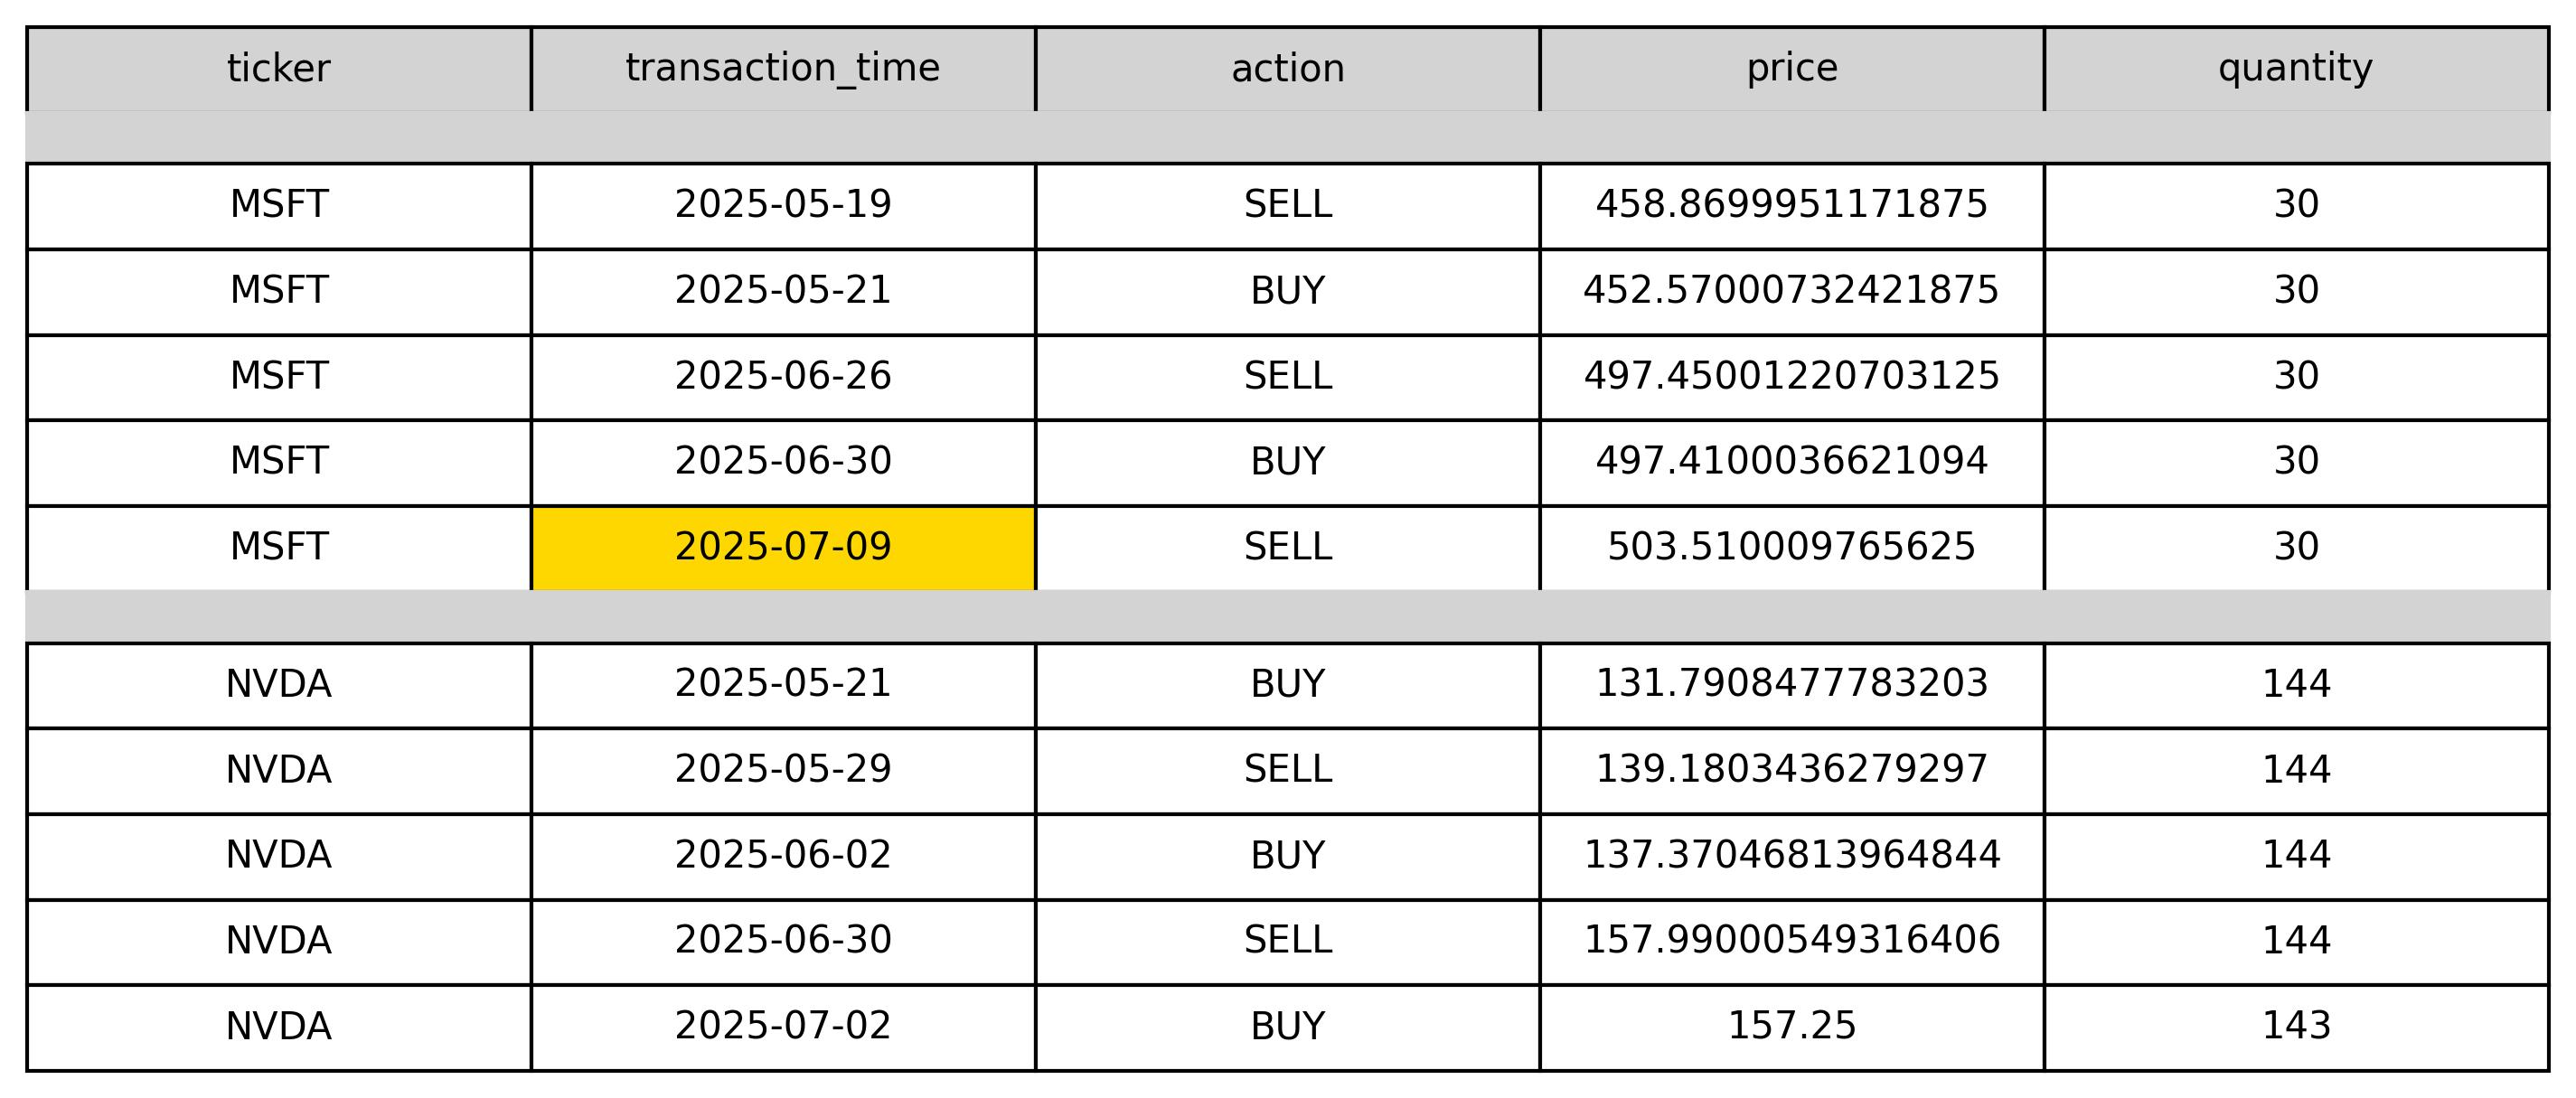 ticker transaction_time action price quantity
MSFT 2025-05-19 SELL 458.8699951171875 30
MSFT 2025-05-21 BUY 452.57000732421875 30
MSFT 2025-06-26 SELL 497.45001220703125 30
MSFT 2025-06-30 BUY 497.4100036621094 30
MSFT 2025-07-09 SELL 503.510009765625 30
NVDA 2025-05-21 BUY 131.7908477783203 144
NVDA 2025-05-29 SELL 139.1803436279297 144
NVDA 2025-06-02 BUY 137.37046813964844 144
NVDA 2025-06-30 SELL 157.99000549316406 144
NVDA 2025-07-02 BUY 157.25 143